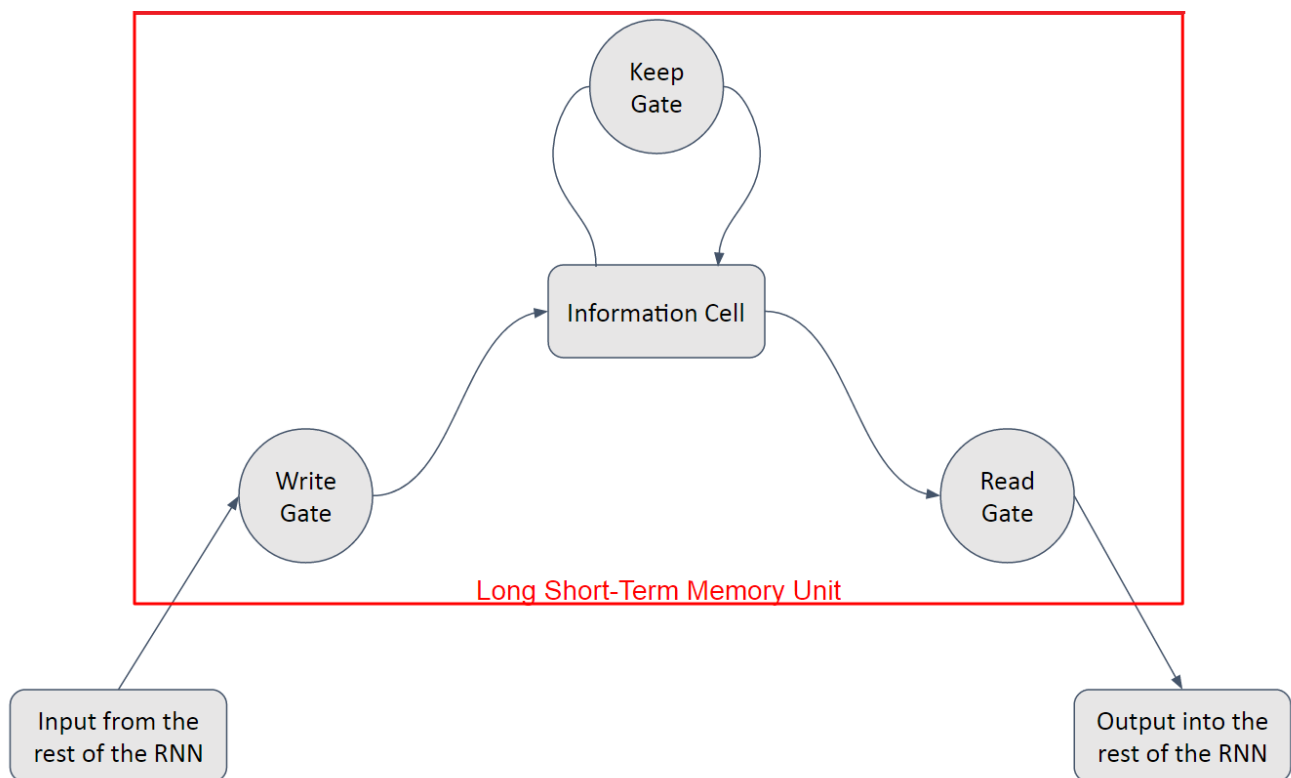 Keep
Gate
Information Cell
Write
Gate
Read
Gate
Long Short-Term Memory Unit
Input from the
rest of the RNN
Output into the
rest of the RNN